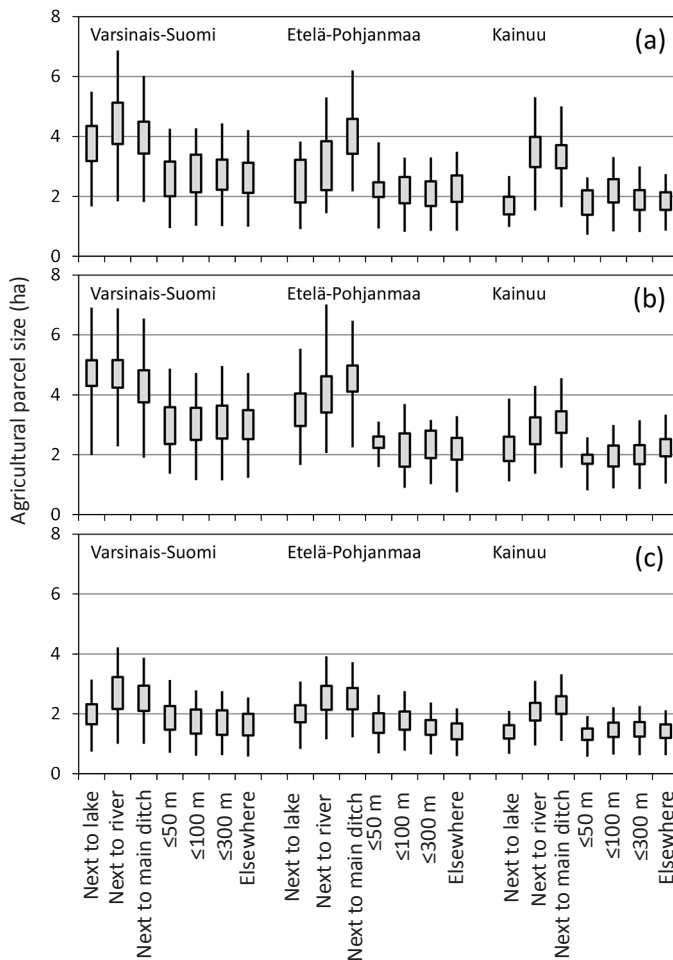 8
Varsinais-Suomi Etelä-Pohjanmaa Kainuu (a)
6
4
2
0
8
Varsinais-Suomi Etelä-Pohjanmaa Kainuu (b)
6
4
2
0
8
Varsinais-Suomi Etelä-Pohjanmaa Kainuu (c)
6
4
2
0
Agricultural parcel size (ha)
Next to lake
Next to river
Next to main ditch
≤50 m
≤100 m
≤300 m
Elsewhere
Next to lake
Next to river
Next to main ditch
≤50 m
≤100 m
≤300 m
Elsewhere
Next to lake
Next to river
Next to main ditch
≤50 m
≤100 m
≤300 m
Elsewhere